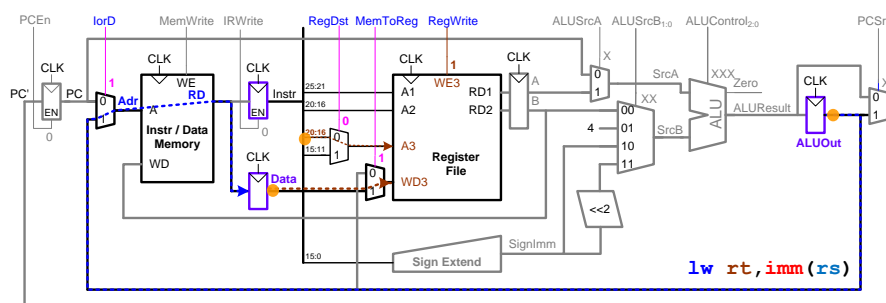 PCEn IorD MemWrite IRWrite RegDst MemToReg RegWrite ALUSrcA ALUSrcB1:0 ALUControl2:0
CLK CLK CLK CLK CLK CLK CLK
PC' PC EN 0
1 0 1 Adr
WE A RD
Instr / Data
Memory
WD
EN 0 Instr
Data
25:21
20:16
20:16
15:11
15:0
0 0 1
1 0 1
1
WE3
A1 RD1
A2 RD2
A3
WD3
Register
File
A
B
X 0 1
SrcA
XX
00
4 01
10
11
SrcB
<<2
XXX
ALU
Zero
ALUResult
ALUOut
0
1
Sign Extend
SignImm
lw rt,imm(rs)